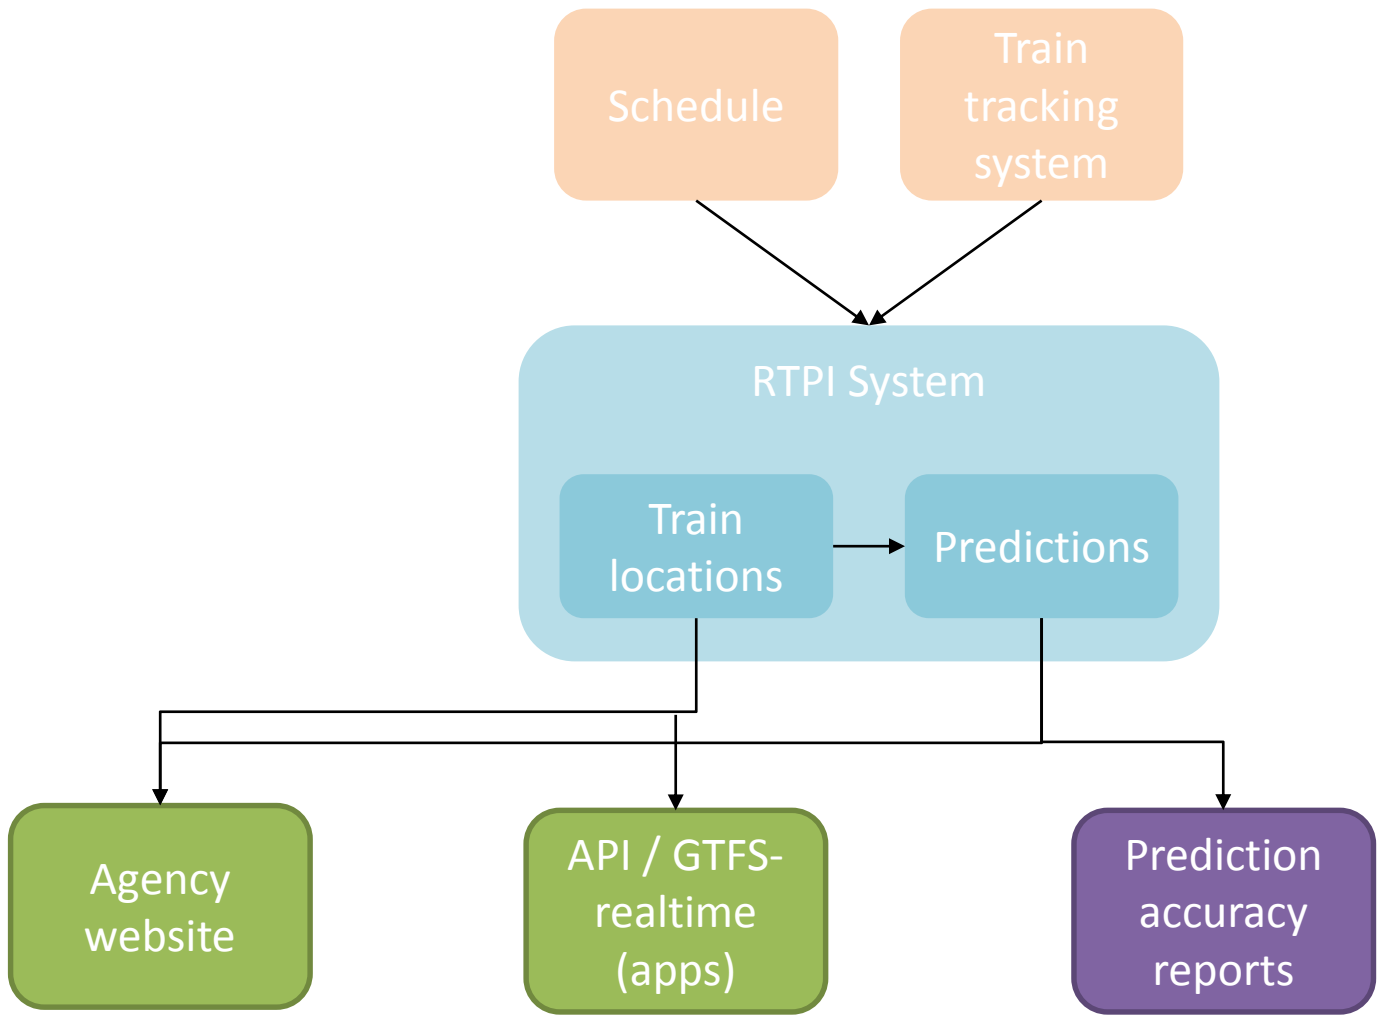 Schedule
Train
tracking
system
RTPI System
Train
locations
Predictions
Agency
website
API / GTFS-
realtime
(apps)
Prediction
accuracy
reports